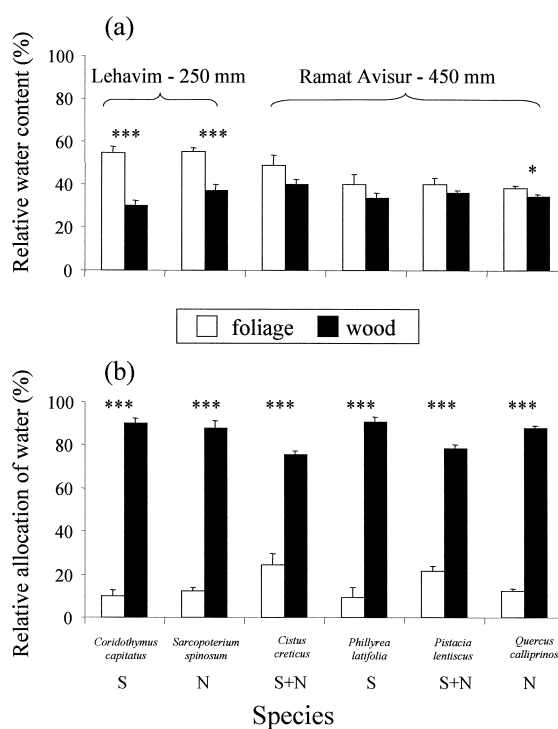 (a)
Relative water content (%)
Lehavim - 250 mm
Ramat Avisur - 450 mm
100
80
60
40
20
0
*** *** *
foliage wood
(b)
Relative allocation of water (%)
100
80
60
40
20
0
*** *** *** *** *** ***
Coridothymus Sarcopoterium Cistus Phillyrea Pistacia Quercus
capitatus spinosum creticus latifolia lentiscus calliprinos
S N S+N S S+N N
Species